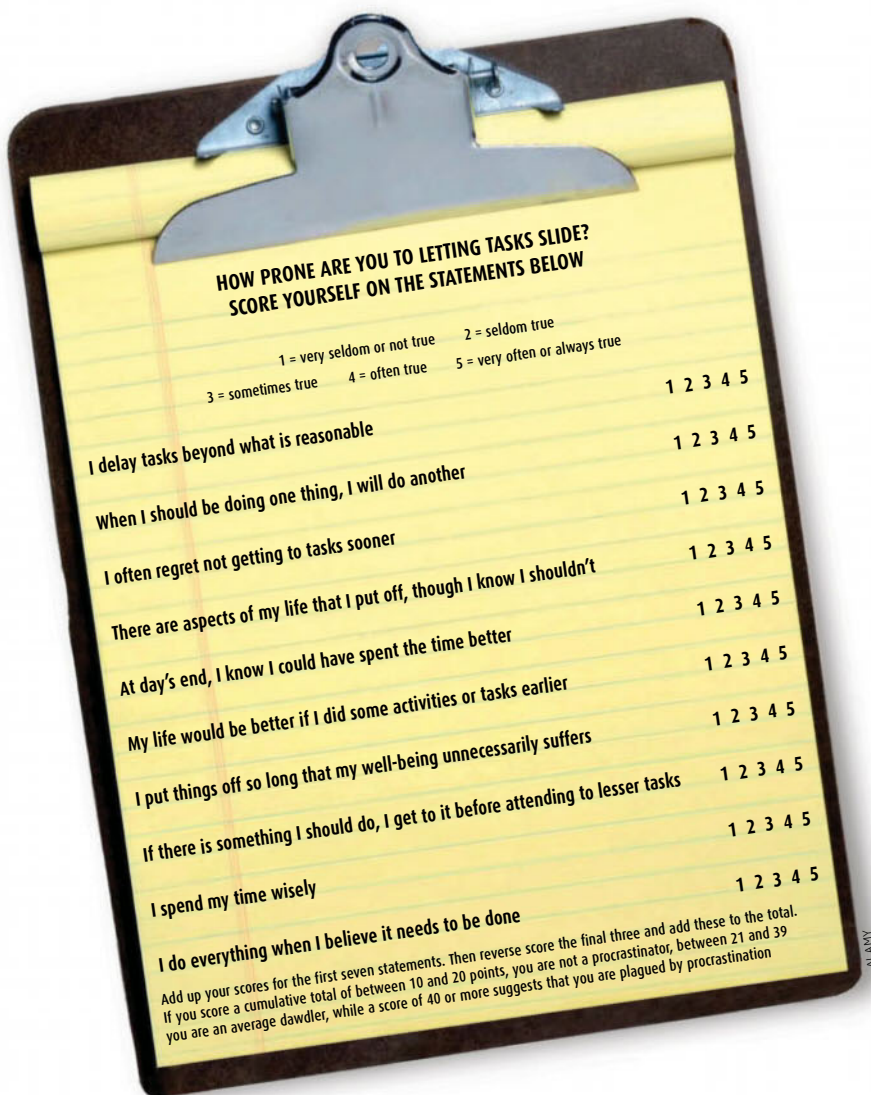 HOW PRONE ARE YOU TO LETTING TASKS SLIDE?
SCORE YOURSELF ON THE STATEMENTS BELOW
1 = very seldom or not true 2 = seldom true
3 = sometimes true 4 = often true 5 = very often or always true
I delay tasks beyond what is reasonable 1 2 3 4 5
When I should be doing one thing, I will do another 1 2 3 4 5
I often regret not getting to tasks sooner 1 2 3 4 5
There are aspects of my life that I put off, though I know I shouldn't 1 2 3 4 5
At day's end, I know I could have spent the time better 1 2 3 4 5
My life would be better if I did some activities or tasks earlier 1 2 3 4 5
I put things off so long that my well-being unnecessarily suffers 1 2 3 4 5
If there is something I should do, I get to it before attending to lesser tasks 1 2 3 4 5
I spend my time wisely 1 2 3 4 5
I do everything when I believe it needs to be done 1 2 3 4 5
Add up your scores for the first seven statements. Then reverse score the final three and add these to the total.
If you score a cumulative total of between 10 and 20 points, you are not a procrastinator, between 21 and 39
you are an average dawdler, while a score of 40 or more suggests that you are plagued by procrastination
ALAMY